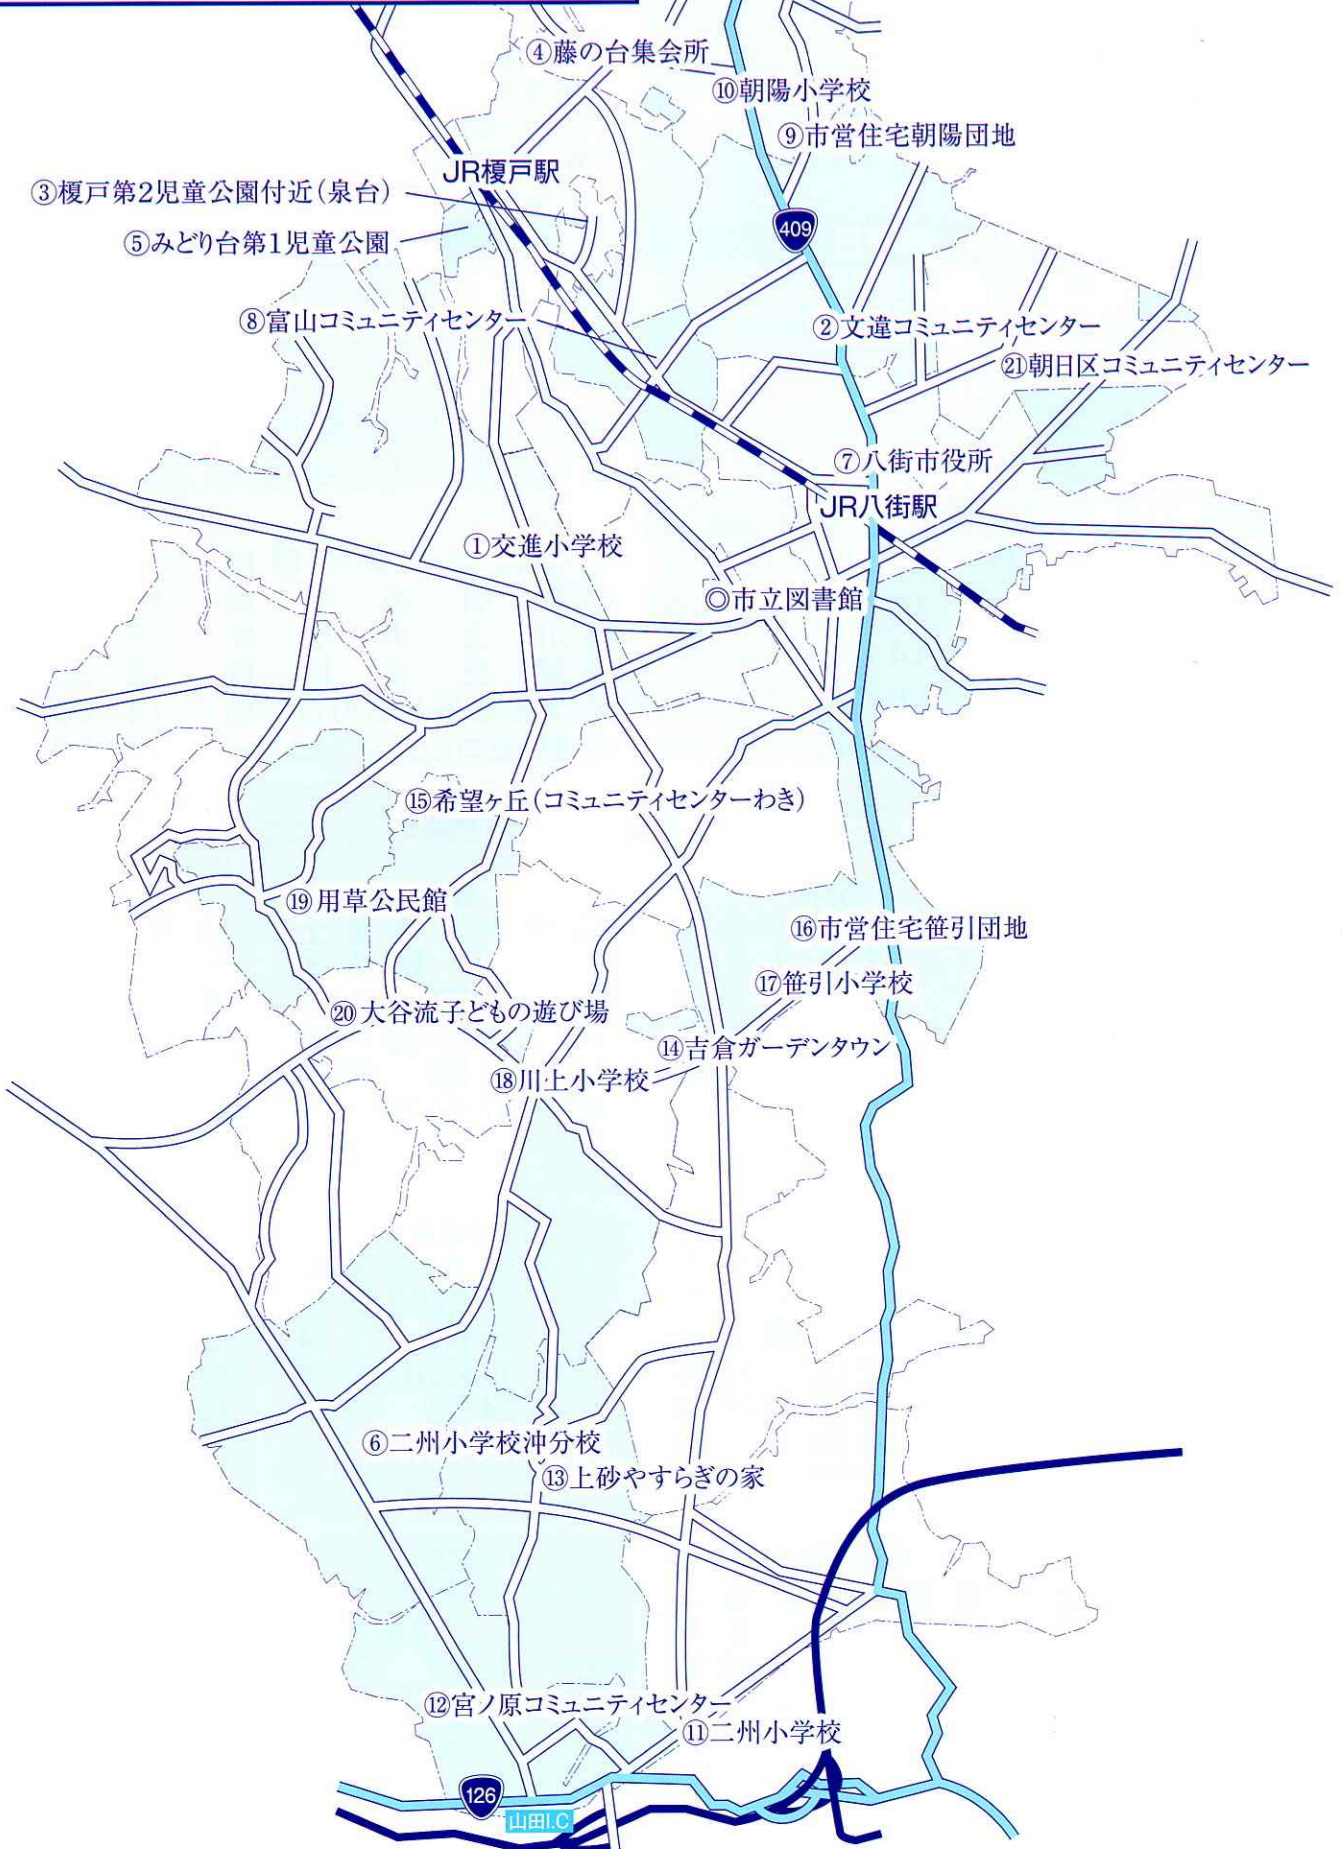 ④藤の台集会所
⑩朝陽小学校
⑨市営住宅朝陽団地
JR榎戸駅
③榎戸第2児童公園付近(泉台)
409
⑤みどり台第1児童公園
⑧富山コミュニティセンター
②文違コミュニティセンター
㉑朝日区コミュニティセンター
⑦八街市役所
JR八街駅
①交進小学校
◎市立図書館
⑮希望ヶ丘(コミュニティセンターわき)
⑲用草公民館
⑯市営住宅笹引団地
⑰笹引小学校
⑳大谷流子どもの遊び場
⑭吉倉ガーデンタウン
⑱川上小学校
⑥二州小学校沖分校
⑬上砂やすらぎの家
⑫宮ノ原コミュニティセンター
⑪二州小学校
126
山田I.C